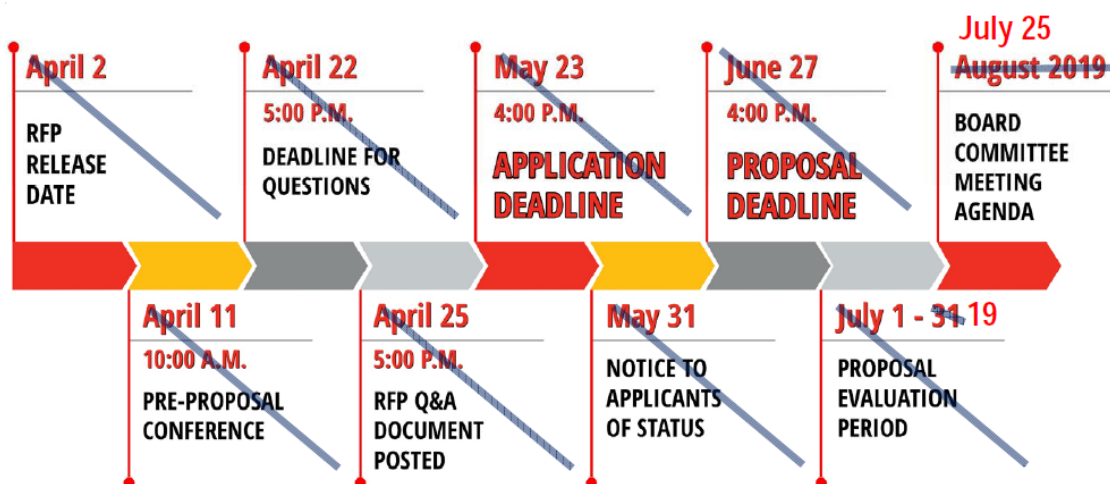 April 2
RFP
RELEASE
DATE
April 11
10:00 A.M.
PRE-PROPOSAL
CONFERENCE
April 22
5:00 P.M.
DEADLINE FOR
QUESTIONS
April 25
5:00 P.M.
RFP Q&A
DOCUMENT
POSTED
May 23
4:00 P.M.
APPLICATION
DEADLINE
May 31
NOTICE TO
APPLICANTS
OF STATUS
June 27
4:00 P.M.
PROPOSAL
DEADLINE
July 1 - 31 19
PROPOSAL
EVALUATION
PERIOD
July 25
August 2019
BOARD
COMMITTEE
MEETING
AGENDA